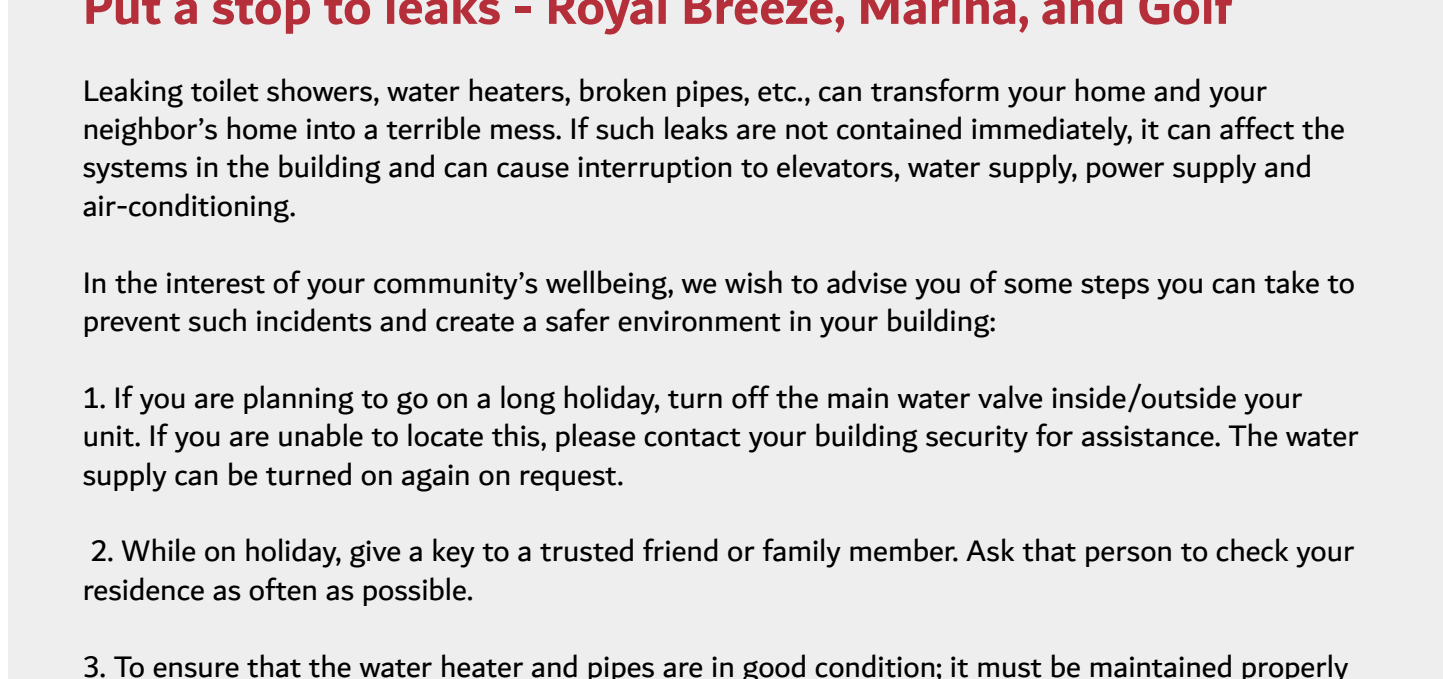 Put a stop to leaks - Royal Breeze, Marina, and Golf
Leaking toilet showers, water heaters, broken pipes, etc., can transform your home and your
neighbor’s home into a terrible mess. If such leaks are not contained immediately, it can affect the
systems in the building and can cause interruption to elevators, water supply, power supply and
air-conditioning.
In the interest of your community’s wellbeing, we wish to advise you of some steps you can take to
prevent such incidents and create a safer environment in your building:
1. If you are planning to go on a long holiday, turn off the main water valve inside/outside your
unit. If you are unable to locate this, please contact your building security for assistance. The water
supply can be turned on again on request.
2. While on holiday, give a key to a trusted friend or family member. Ask that person to check your
residence as often as possible.
3. To ensure that the water heater and pipes are in good condition; it must be maintained properly